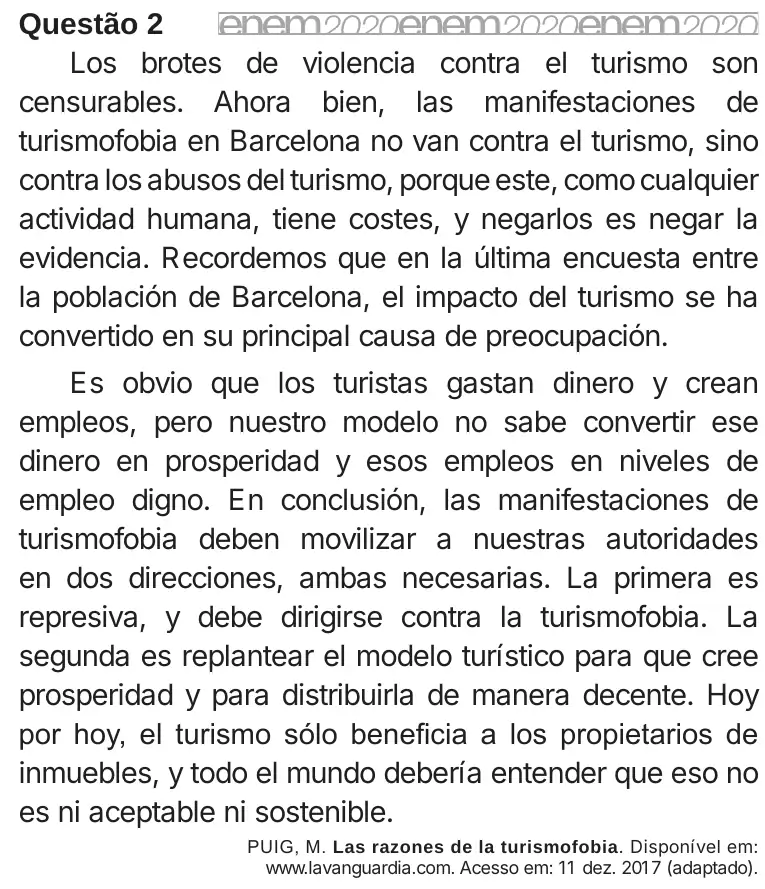 Questão 2 enem2020enem2020enem2020
Los brotes de violencia contra el turismo son
censurables. Ahora bien, las manifestaciones de
turismofobia en Barcelona no van contra el turismo, sino
contra los abusos del turismo, porque este, como cualquier
actividad humana, tiene costes, y negarlos es negar la
evidencia. Recordemos que en la última encuesta entre
la población de Barcelona, el impacto del turismo se ha
convertido en su principal causa de preocupación.
Es obvio que los turistas gastan dinero y crean
empleos, pero nuestro modelo no sabe convertir ese
dinero en prosperidad y esos empleos en niveles de
empleo digno. En conclusión, las manifestaciones de
turismofobia deben movilizar a nuestras autoridades
en dos direcciones, ambas necesarias. La primera es
represiva, y debe dirigirse contra la turismofobia. La
segunda es replantear el modelo turístico para que cree
prosperidad y para distribuirla de manera decente. Hoy
por hoy, el turismo sólo beneficia a los propietarios de
inmuebles, y todo el mundo debería entender que eso no
es ni aceptable ni sostenible.
PUIG, M. Las razones de la turismofobia. Disponível em:
www.lavanguardia.com. Acesso em: 11 dez. 2017 (adaptado).